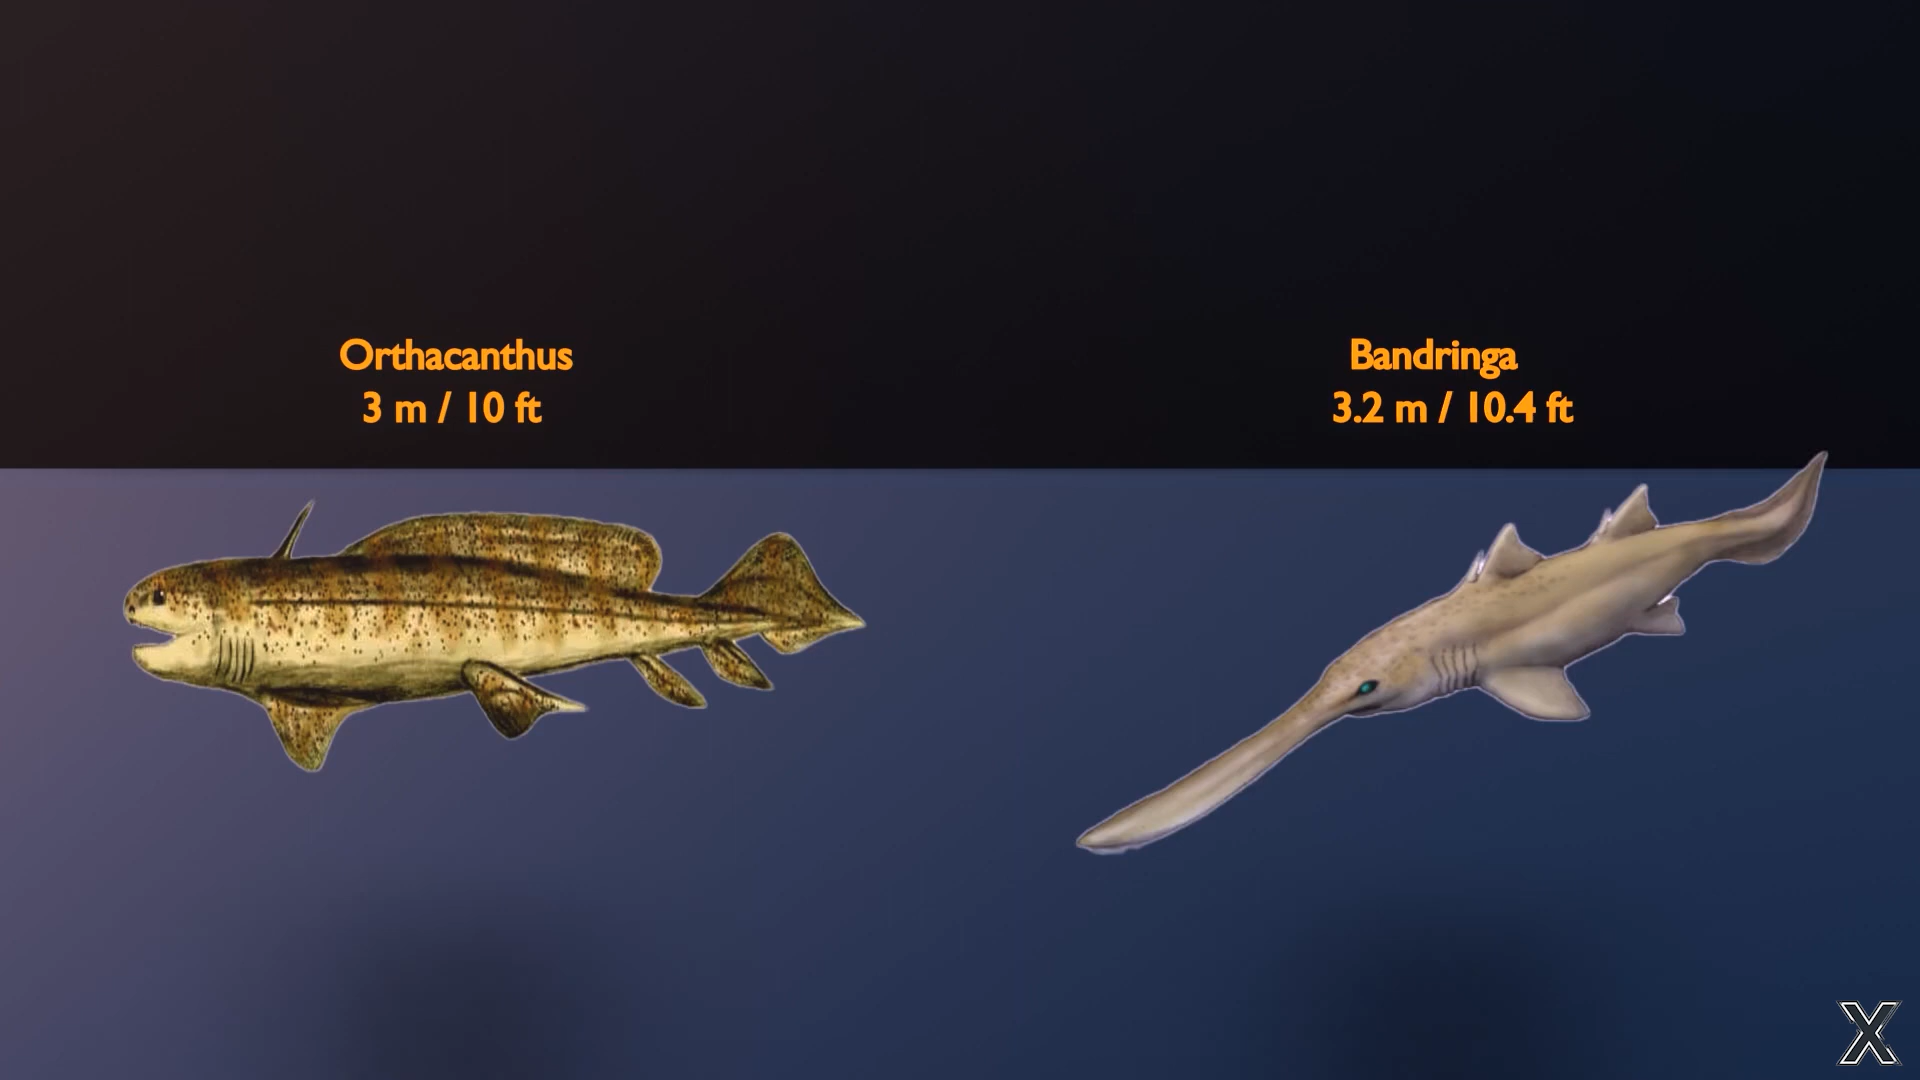 Orthacanthus
3 m / 10 ft
Bandringa
3.2 m / 10.4 ft
X